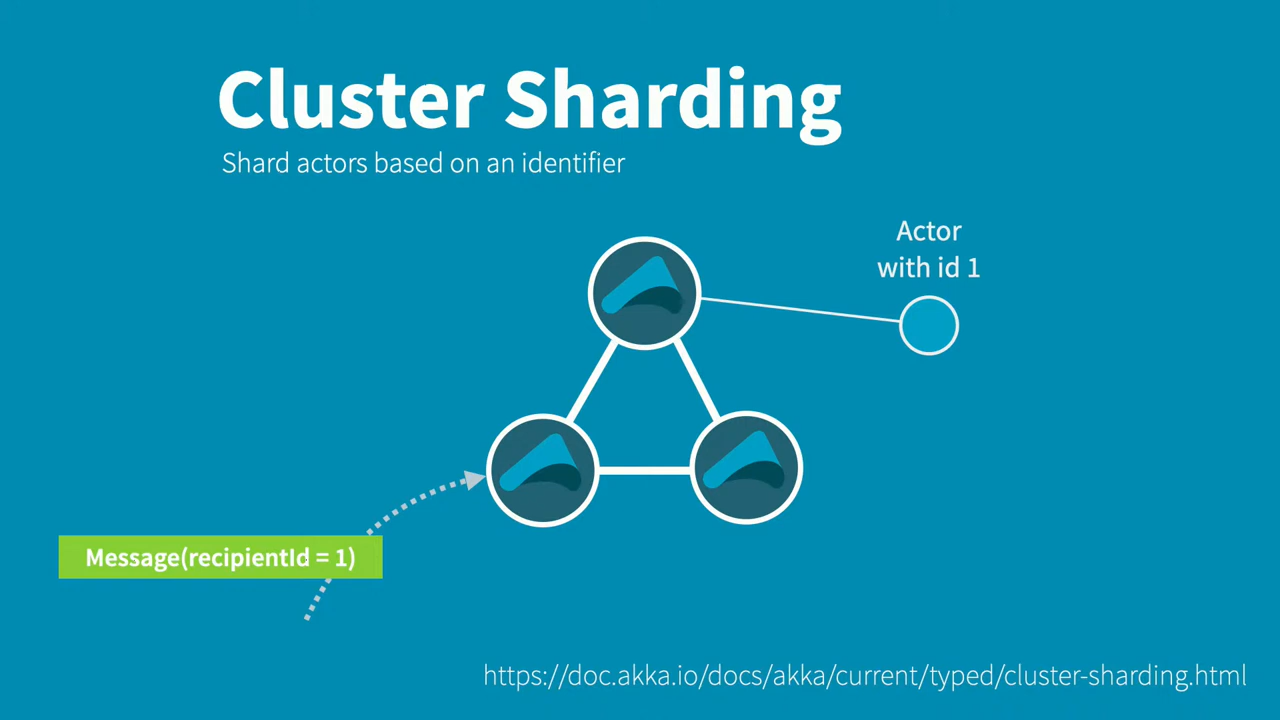 Cluster Sharding
Shard actors based on an identifier
Actor
with id 1
Message(recipientId = 1)
https://doc.akka.io/docs/akka/current/typed/cluster-sharding.html